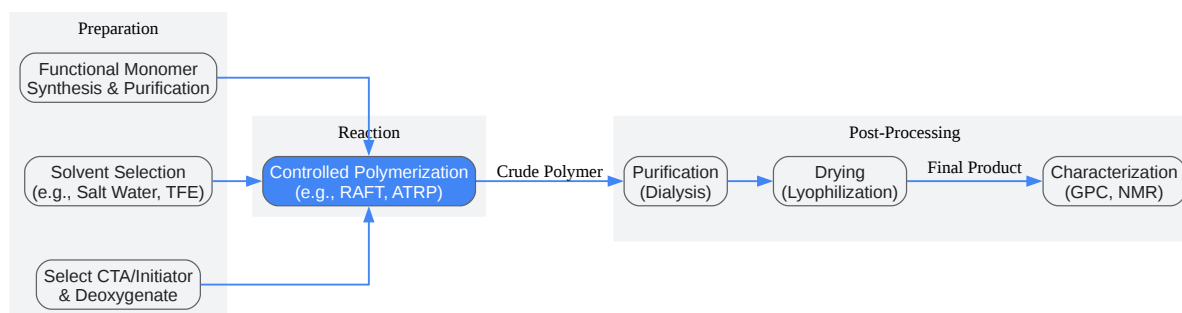 Preparation
Functional Monomer
Synthesis & Purification
Solvent Selection
(e.g., Salt Water, TFE)
Select CTA/Initiator
& Deoxygenate
Reaction
Controlled Polymerization
(e.g., RAFT, ATRP)
Crude Polymer
Post-Processing
Purification
(Dialysis)
Drying
(Lyophilization)
Final Product
Characterization
(GPC, NMR)